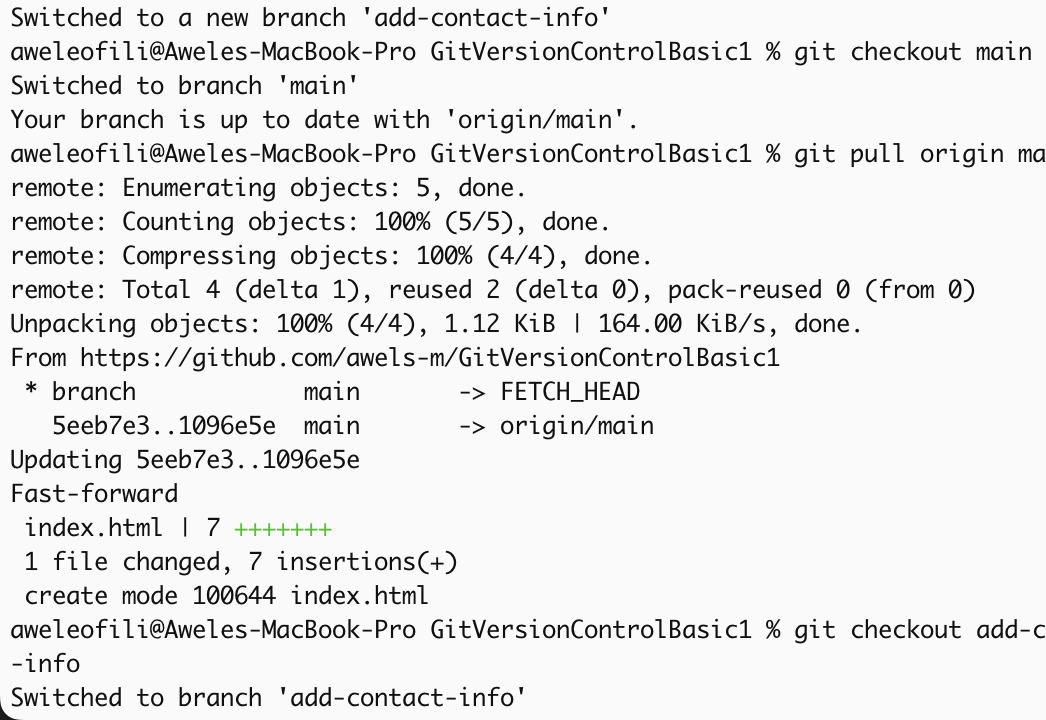 Switched to a new branch 'add-contact-info'
aweleofili@Aweles-MacBook-Pro GitVersionControlBasic1 % git checkout main
Switched to branch 'main'
Your branch is up to date with 'origin/main'.
aweleofili@Aweles-MacBook-Pro GitVersionControlBasic1 % git pull origin ma
remote: Enumerating objects: 5, done.
remote: Counting objects: 100% (5/5), done.
remote: Compressing objects: 100% (4/4), done.
remote: Total 4 (delta 1), reused 2 (delta 0), pack-reused 0 (from 0)
Unpacking objects: 100% (4/4), 1.12 KiB | 164.00 KiB/s, done.
From https://github.com/awels-m/GitVersionControlBasic1
 * branch            main       -> FETCH_HEAD
   5eeb7e3..1096e5e  main       -> origin/main
Updating 5eeb7e3..1096e5e
Fast-forward
 index.html | 7 +++++++
 1 file changed, 7 insertions(+)
 create mode 100644 index.html
aweleofili@Aweles-MacBook-Pro GitVersionControlBasic1 % git checkout add-c
-info
Switched to branch 'add-contact-info'